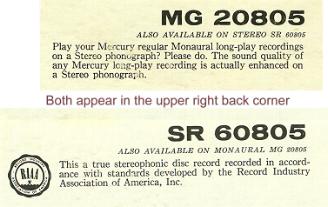 MG 20805
ALSO AVAILABLE ON STEREO SR 60805
Play your Mercury regular Monaural long-play recordings
on a Stereo phonograph? Please do. The sound quality of
any Mercury long-play recording is actually enhanced on
a Stereo phonograph.
Both appear in the upper right back corner
SR 60805
ALSO AVAILABLE ON MONAURAL MG 20805
This a true stereophonic disc record recorded in accord-
ance with standards developed by the Record Industry
Association of America, Inc.
RIAA